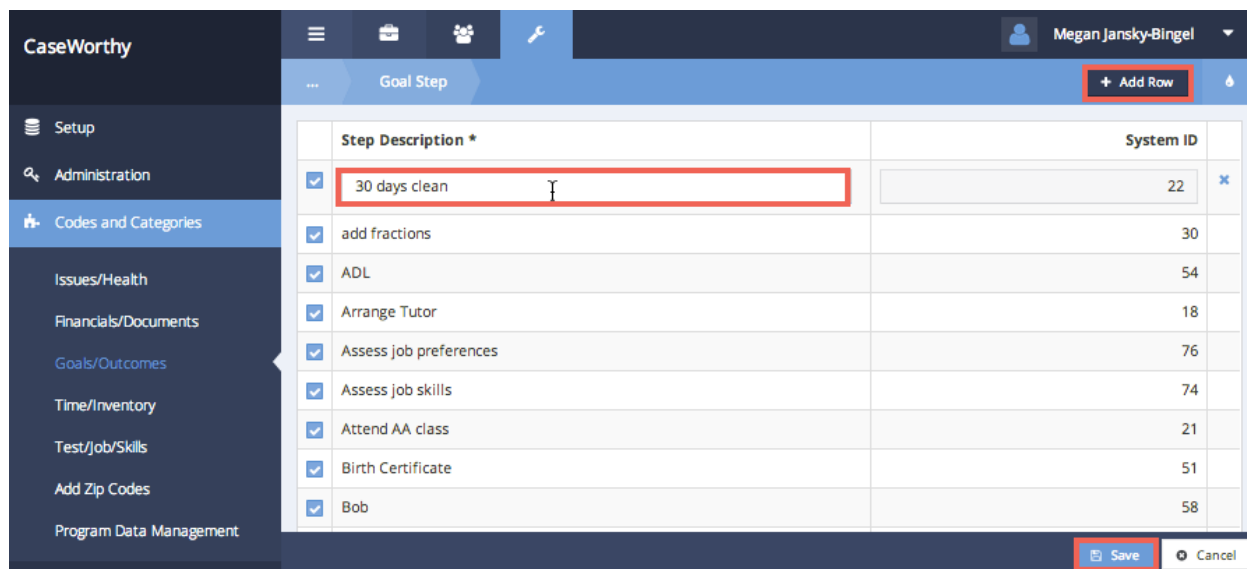 CaseWorthy
Megan Jansky-Bingel
... Goal Step
+ Add Row
Setup
Administration
Codes and Categories
Issues/Health
Financials/Documents
Goals/Outcomes
Time/Inventory
Test/Job/Skills
Add Zip Codes
Program Data Management
Step Description * System ID
30 days clean 22
add fractions 30
ADL 54
Arrange Tutor 18
Assess job preferences 76
Assess job skills 74
Attend AA class 21
Birth Certificate 51
Bob 58
Save Cancel